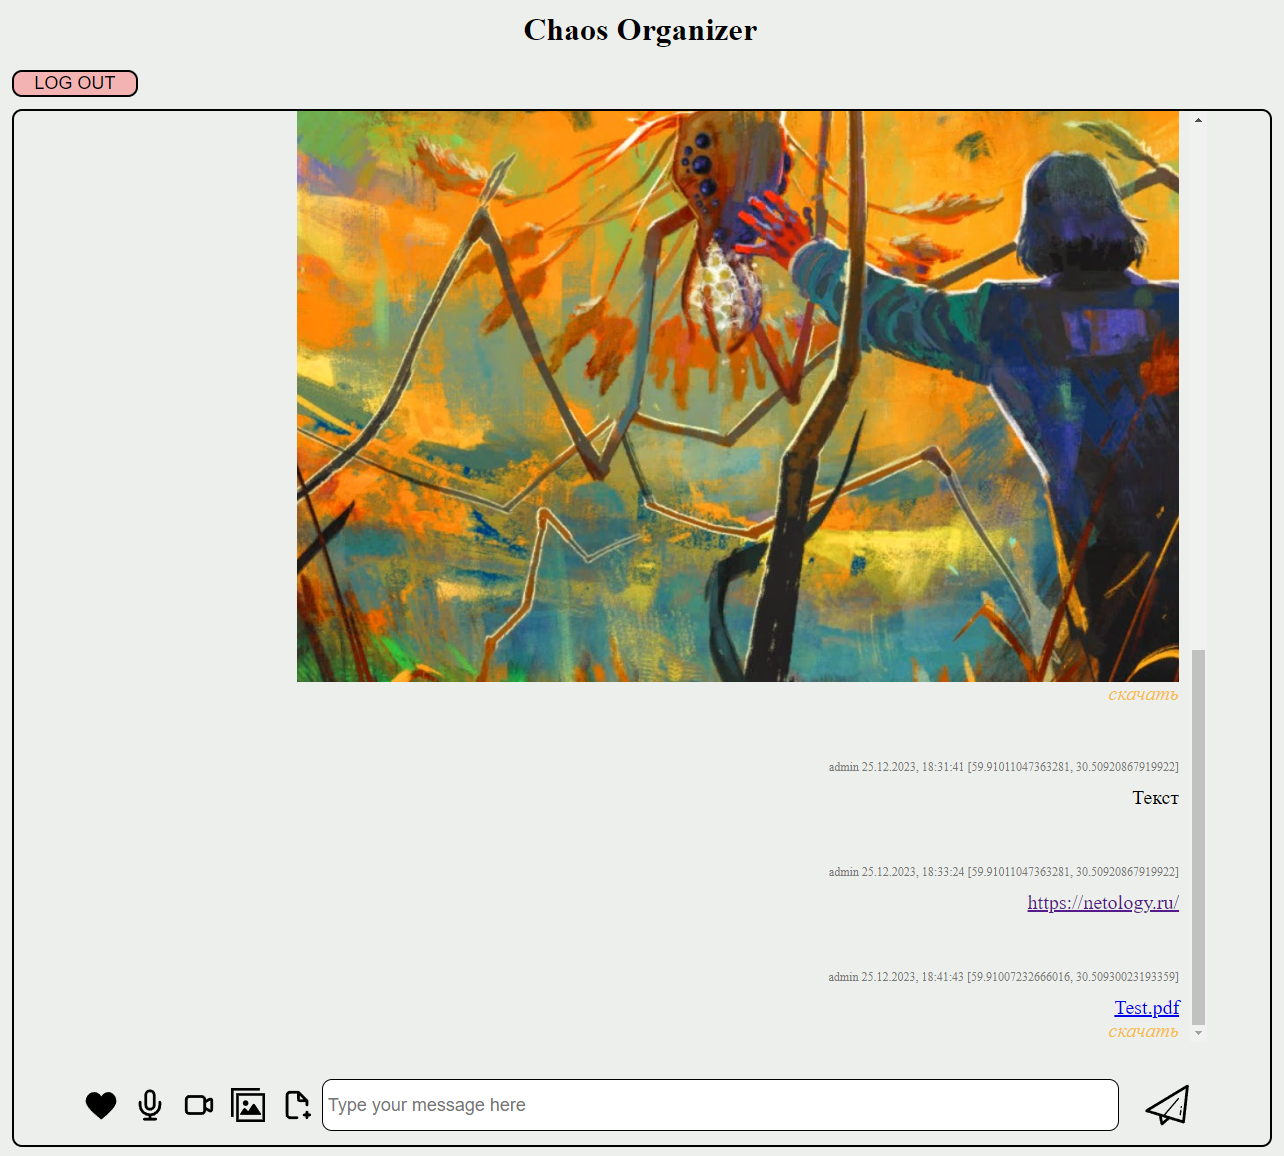 Chaos Organizer
LOG OUT
скачать
admin 25.12.2023, 18:31:41 [59.91011047363281, 30.50920867919922]
Текст
admin 25.12.2023, 18:33:24 [59.91011047363281, 30.50920867919922]
https://netology.ru/
admin 25.12.2023, 18:41:43 [59.91007232666016, 30.50930023193359]
Test.pdf
скачать
Type your message here